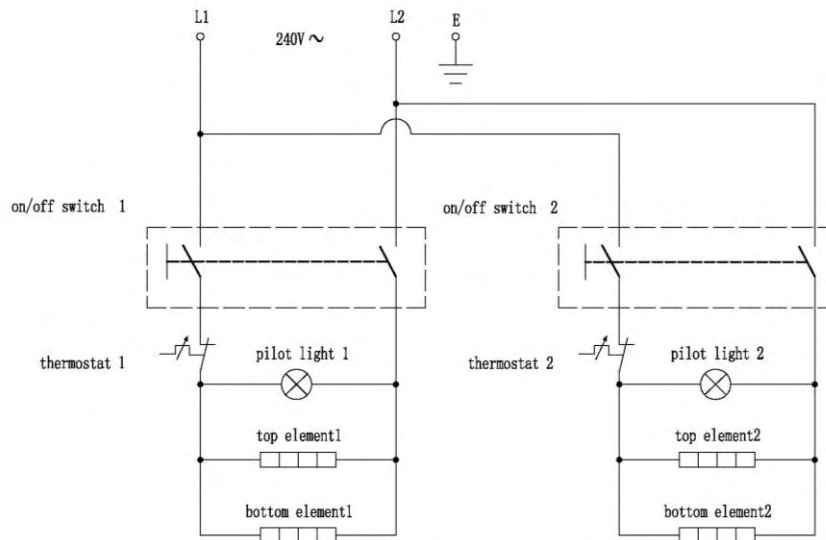 L1 L2 E
240V~
on/off switch 1 on/off switch 2
thermostat 1 pilot light 1 thermostat 2 pilot light 2
top element1 top element2
bottom element1 bottom element2